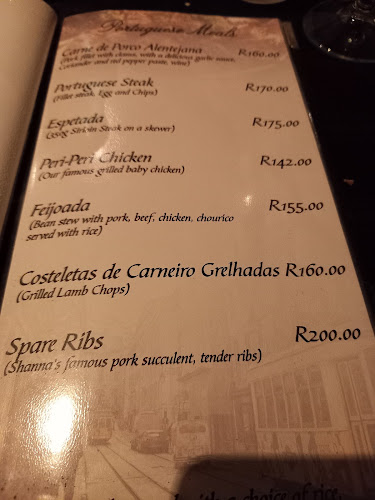 Portuguese Meals
Carne de Porco Alentejana R160.00
(Pork fillet with clams, with a delicious garlic sauce,
Coriander and red pepper paste, wine)
Portuguese Steak R170.00
(Fillet steak, Egg and Chips)
Espetada R175.00
(350g Sirloin Steak on a skewer)
Peri-Peri Chicken R142.00
(Our famous grilled baby chicken)
Feijoada R155.00
(Bean stew with pork, beef, chicken, chourico
served with rice)
Costeletas de Carneiro Grelhadas R160.00
(Grilled Lamb Chops)
Spare Ribs R200.00
(Shanna's famous pork succulent, tender ribs)